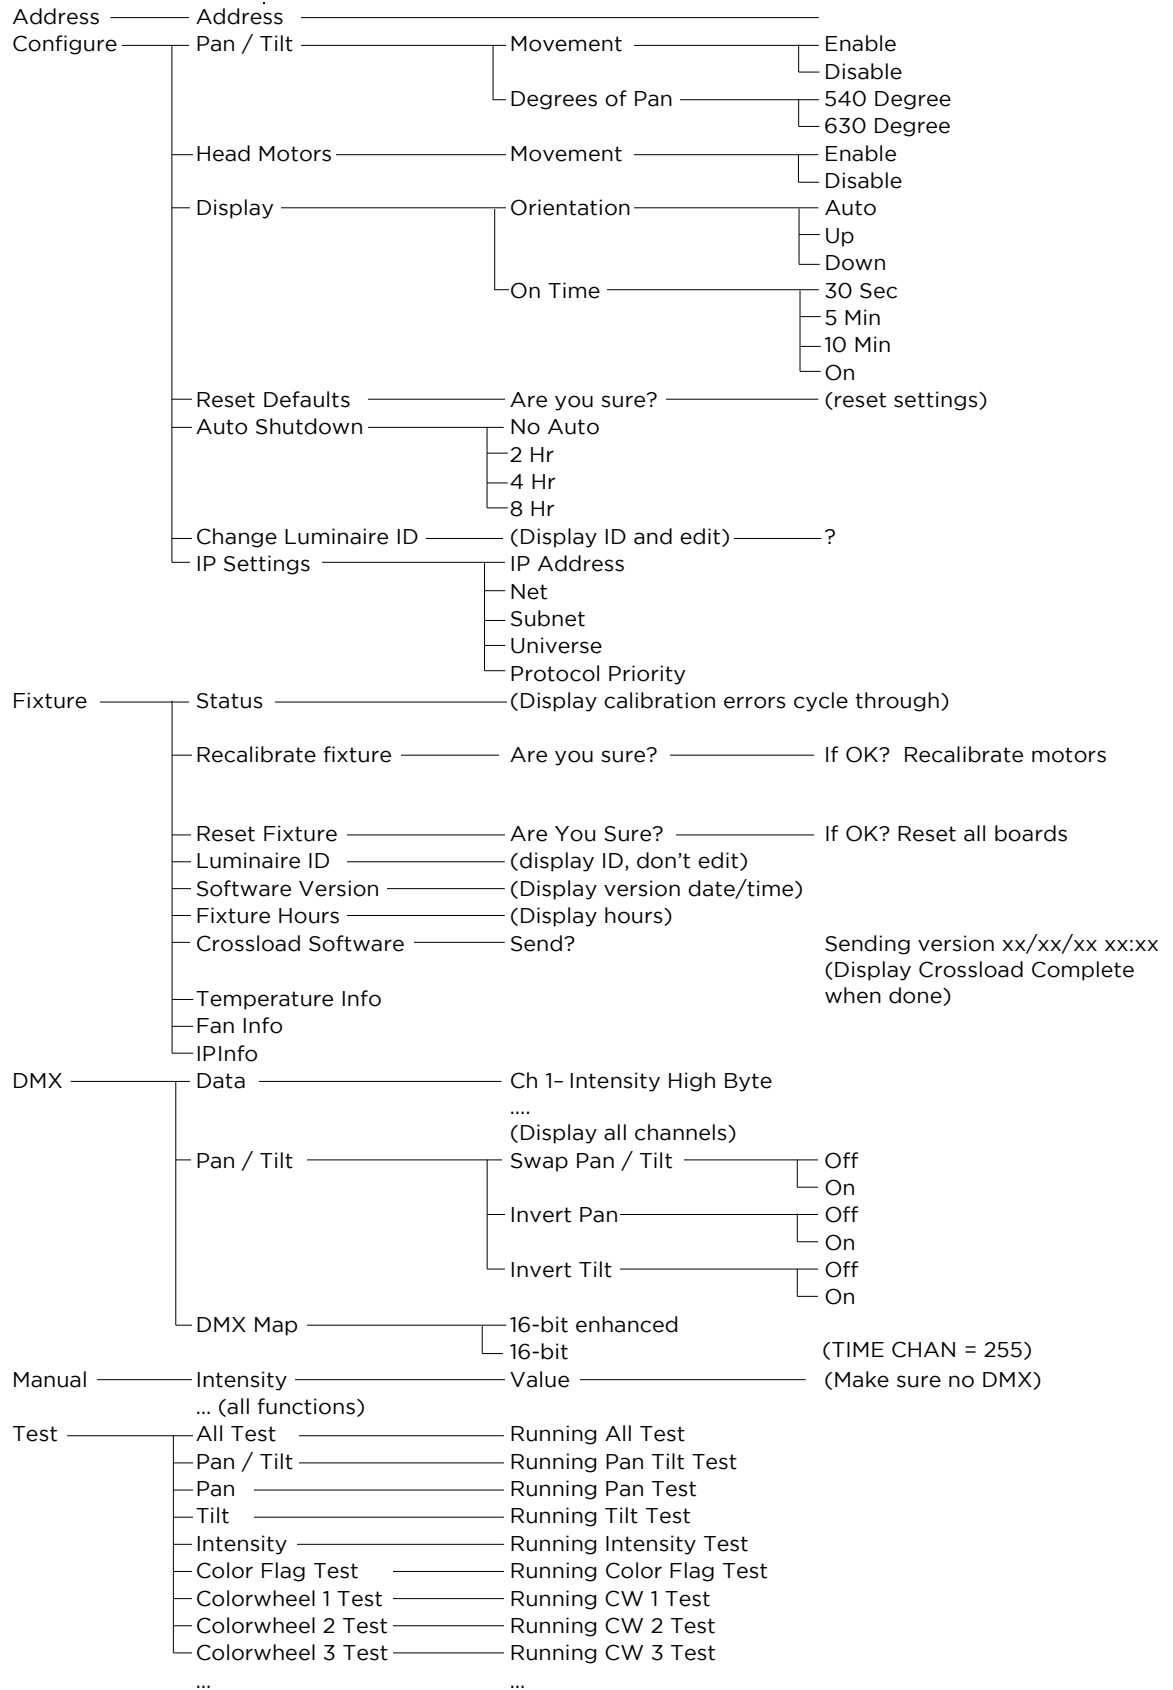 Address Address
Configure Pan / Tilt Movement Enable
Disable
Degrees of Pan 540 Degree
630 Degree
Head Motors Movement Enable
Disable
Display Orientation Auto
Up
Down
On Time 30 Sec
5 Min
10 Min
On
Reset Defaults Are you sure? (reset settings)
Auto Shutdown No Auto
2 Hr
4 Hr
8 Hr
Change Luminaire ID (Display ID and edit) ?
IP Settings IP Address
Net
Subnet
Universe
Protocol Priority
Fixture Status (Display calibration errors cycle through)
Recalibrate fixture Are you sure? If OK? Recalibrate motors
Reset Fixture Are You Sure? If OK? Reset all boards
Luminaire ID (display ID, don't edit)
Software Version (Display version date/time)
Fixture Hours (Display hours)
Crossload Software Send? Sending version xx/xx/xx xx:xx
(Display Crossload Complete
Temperature Info when done)
Fan Info
IPInfo
DMX Data Ch 1– Intensity High Byte
....
(Display all channels)
Pan / Tilt Swap Pan / Tilt Off
On
Invert Pan Off
On
Invert Tilt Off
On
DMX Map 16-bit enhanced
16-bit (TIME CHAN = 255)
Manual Intensity Value (Make sure no DMX)
... (all functions)
Test All Test Running All Test
Pan / Tilt Running Pan Tilt Test
Pan Running Pan Test
Tilt Running Tilt Test
Intensity Running Intensity Test
Color Flag Test Running Color Flag Test
Colorwheel 1 Test Running CW 1 Test
Colorwheel 2 Test Running CW 2 Test
Colorwheel 3 Test Running CW 3 Test
... ...